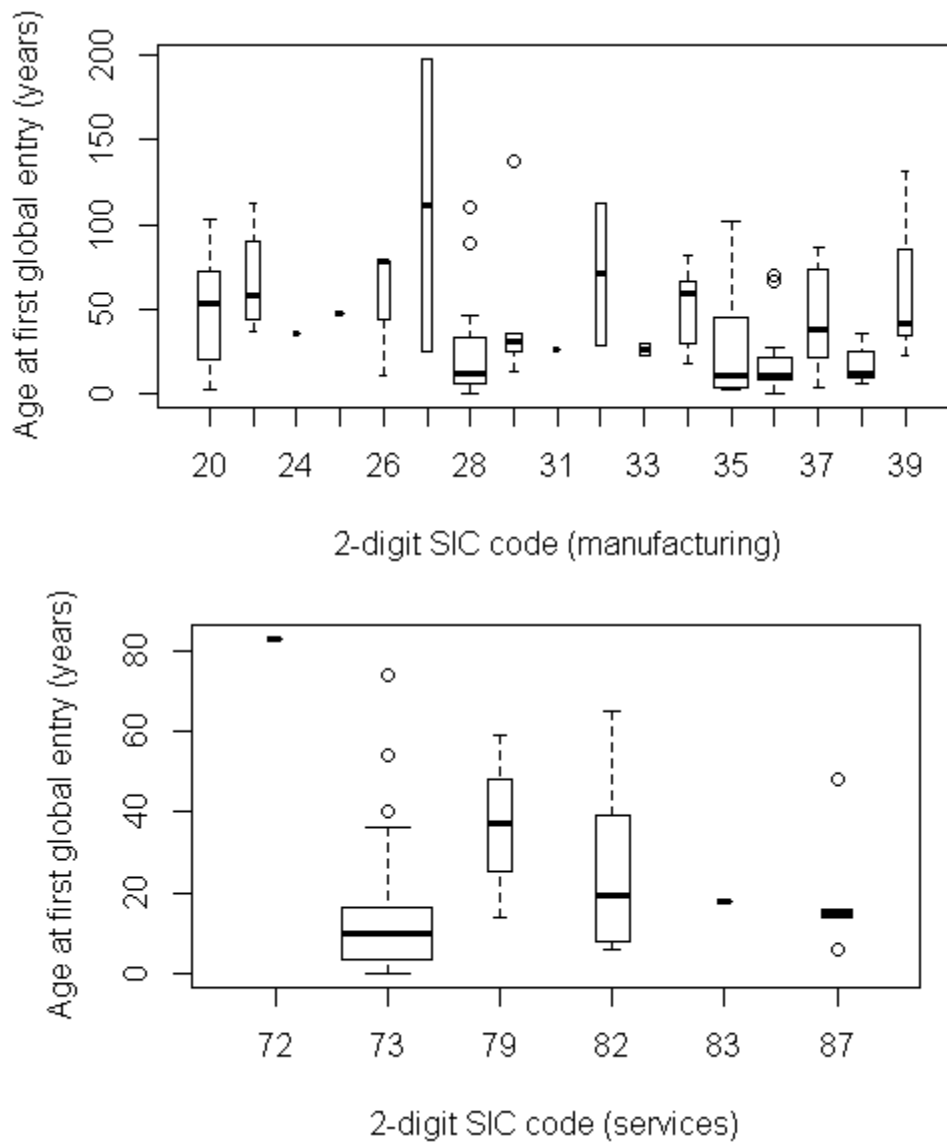 Age at first global entry (years)
200
150
100
50
0
20 24 26 28 31 33 35 37 39
2-digit SIC code (manufacturing)
Age at first global entry (years)
80
60
40
20
0
72 73 79 82 83 87
2-digit SIC code (services)